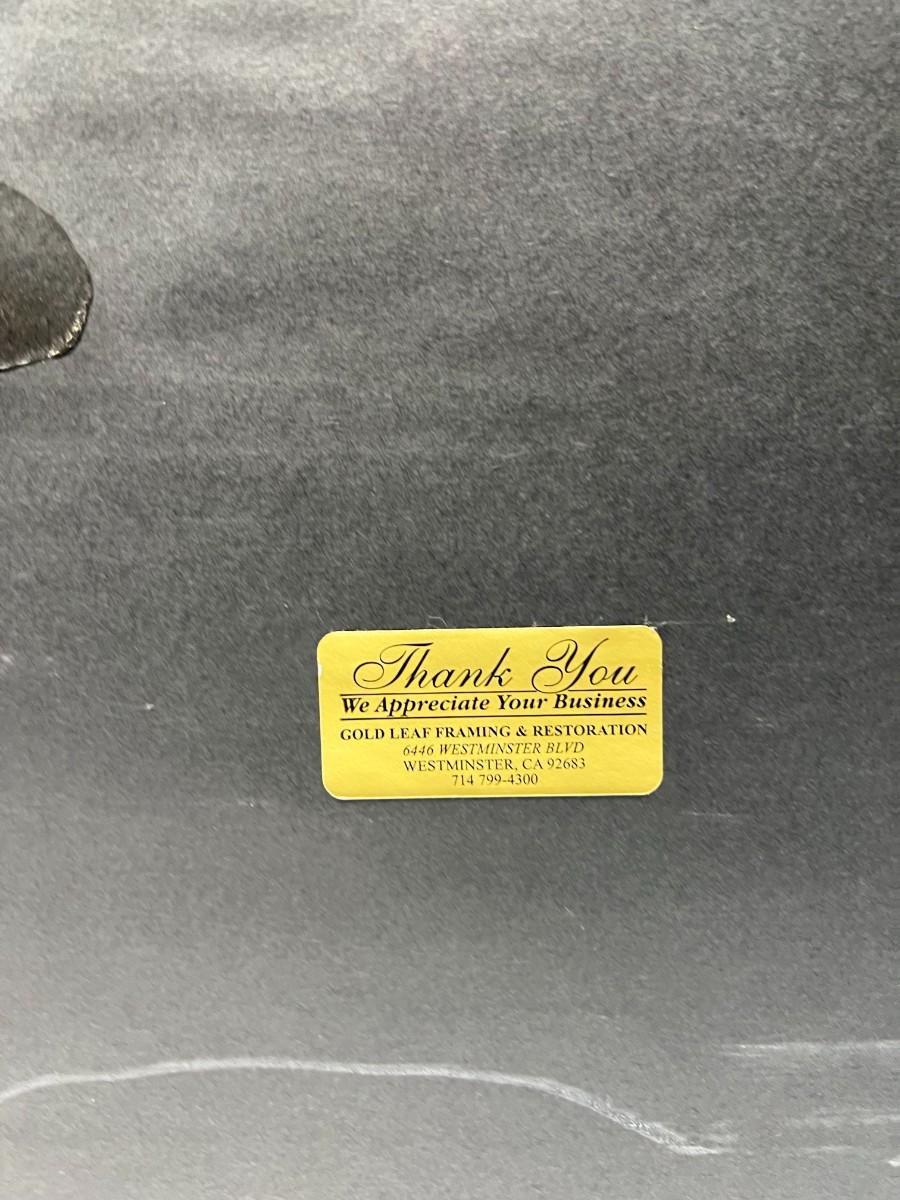 Thank You
We Appreciate Your Business
GOLD LEAF FRAMING & RESTORATION
6446 WESTMINSTER BLVD
WESTMINSTER, CA 92683
714 799-4300